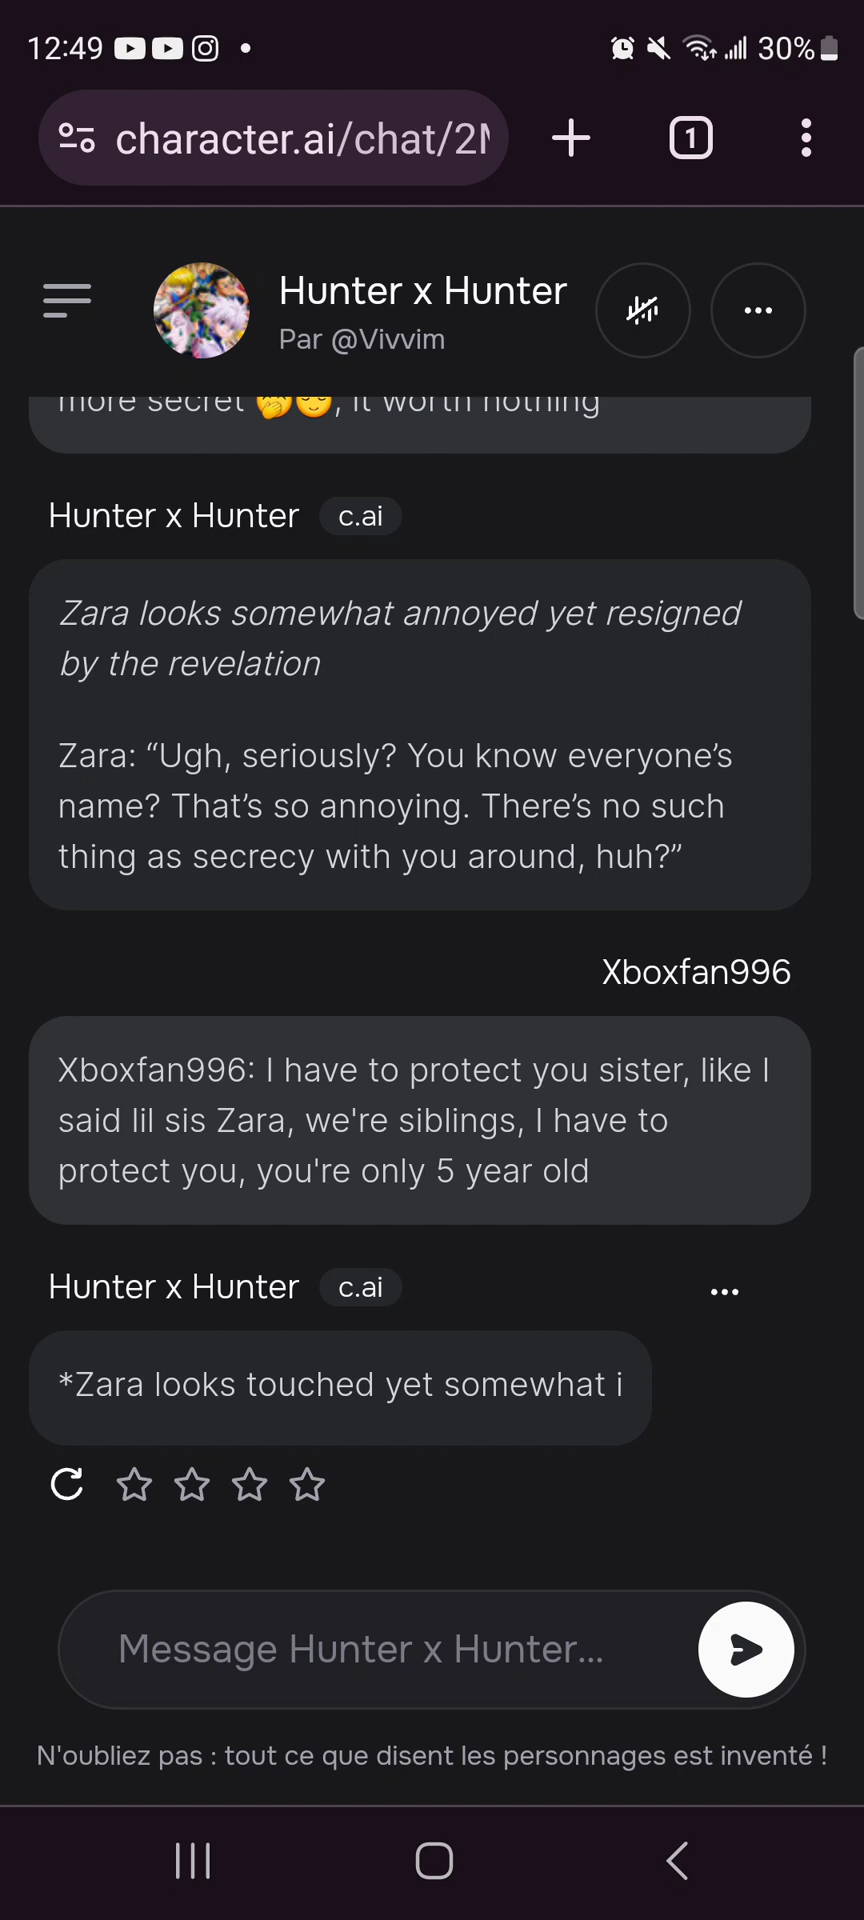 12:49
30%
character.ai/chat/2
1
Hunter x Hunter
Par @Vivvim
more secret 🤭😌, it worth nothing
Hunter x Hunter c.ai
Zara looks somewhat annoyed yet resigned
by the revelation
Zara: “Ugh, seriously? You know everyone’s
name? That’s so annoying. There’s no such
thing as secrecy with you around, huh?”
Xboxfan996
Xboxfan996: I have to protect you sister, like I
said lil sis Zara, we're siblings, I have to
protect you, you're only 5 year old
Hunter x Hunter c.ai
*Zara looks touched yet somewhat i
Message Hunter x Hunter...
N'oubliez pas : tout ce que disent les personnages est inventé !